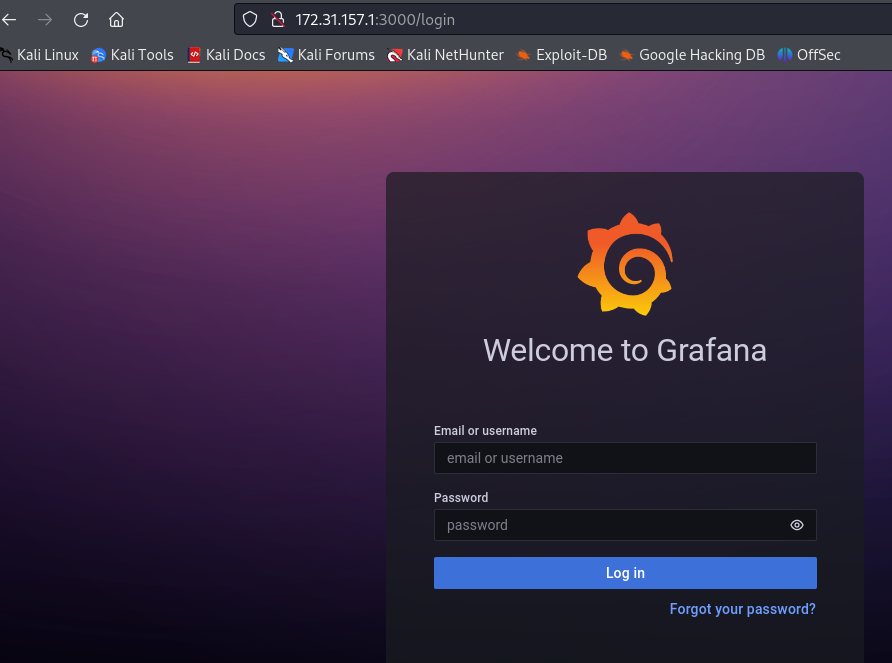 172.31.157.1:3000/login
Kali Linux Kali Tools Kali Docs Kali Forums Kali NetHunter Exploit-DB Google Hacking DB OffSec
Welcome to Grafana
Email or username
email or username
Password
password
Log in
Forgot your password?